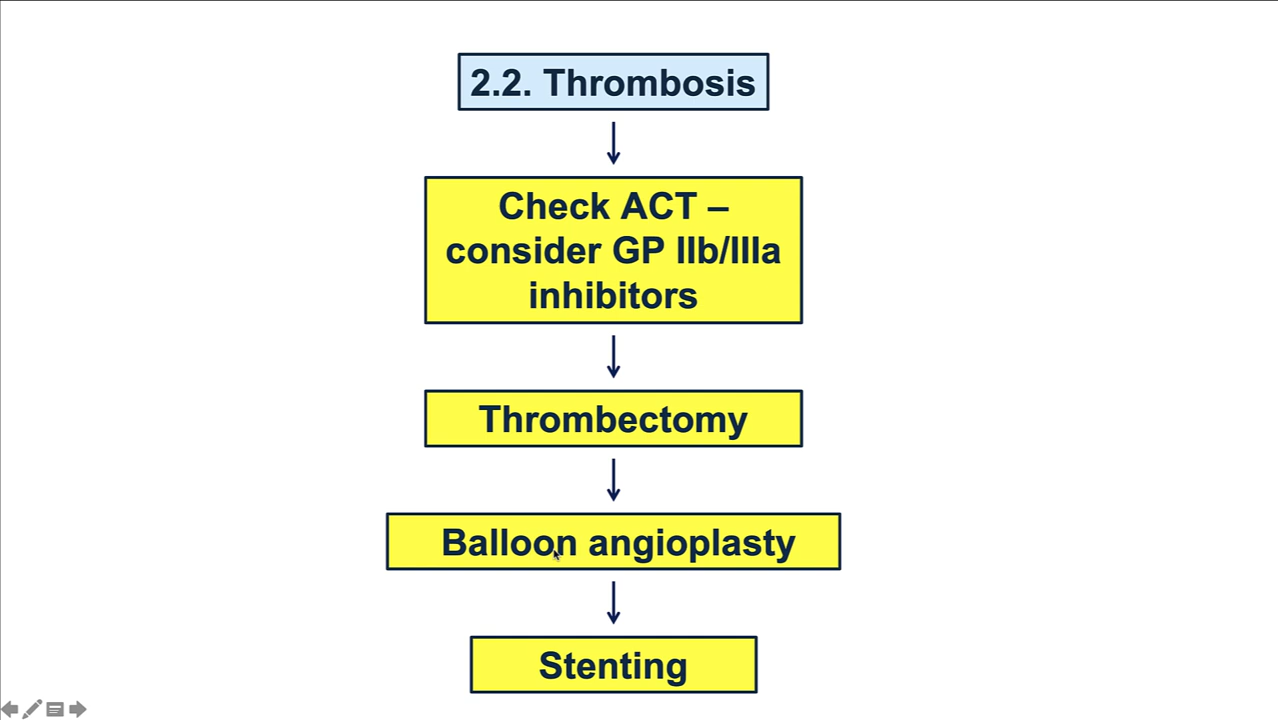 2.2. Thrombosis
Check ACT –
consider GP IIb/IIIa
inhibitors
Thrombectomy
Balloon angioplasty
Stenting